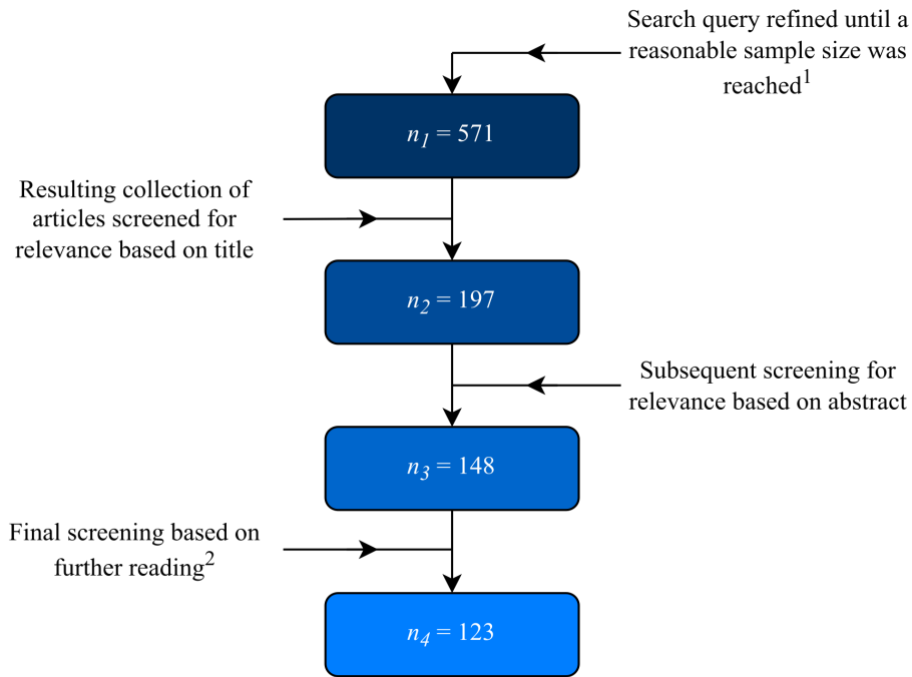 Search query refined until a
reasonable sample size was
reached¹
n₁ = 571
Resulting collection of
articles screened for
relevance based on title
n₂ = 197
Subsequent screening for
relevance based on abstract
n₃ = 148
Final screening based on
further reading²
n₄ = 123